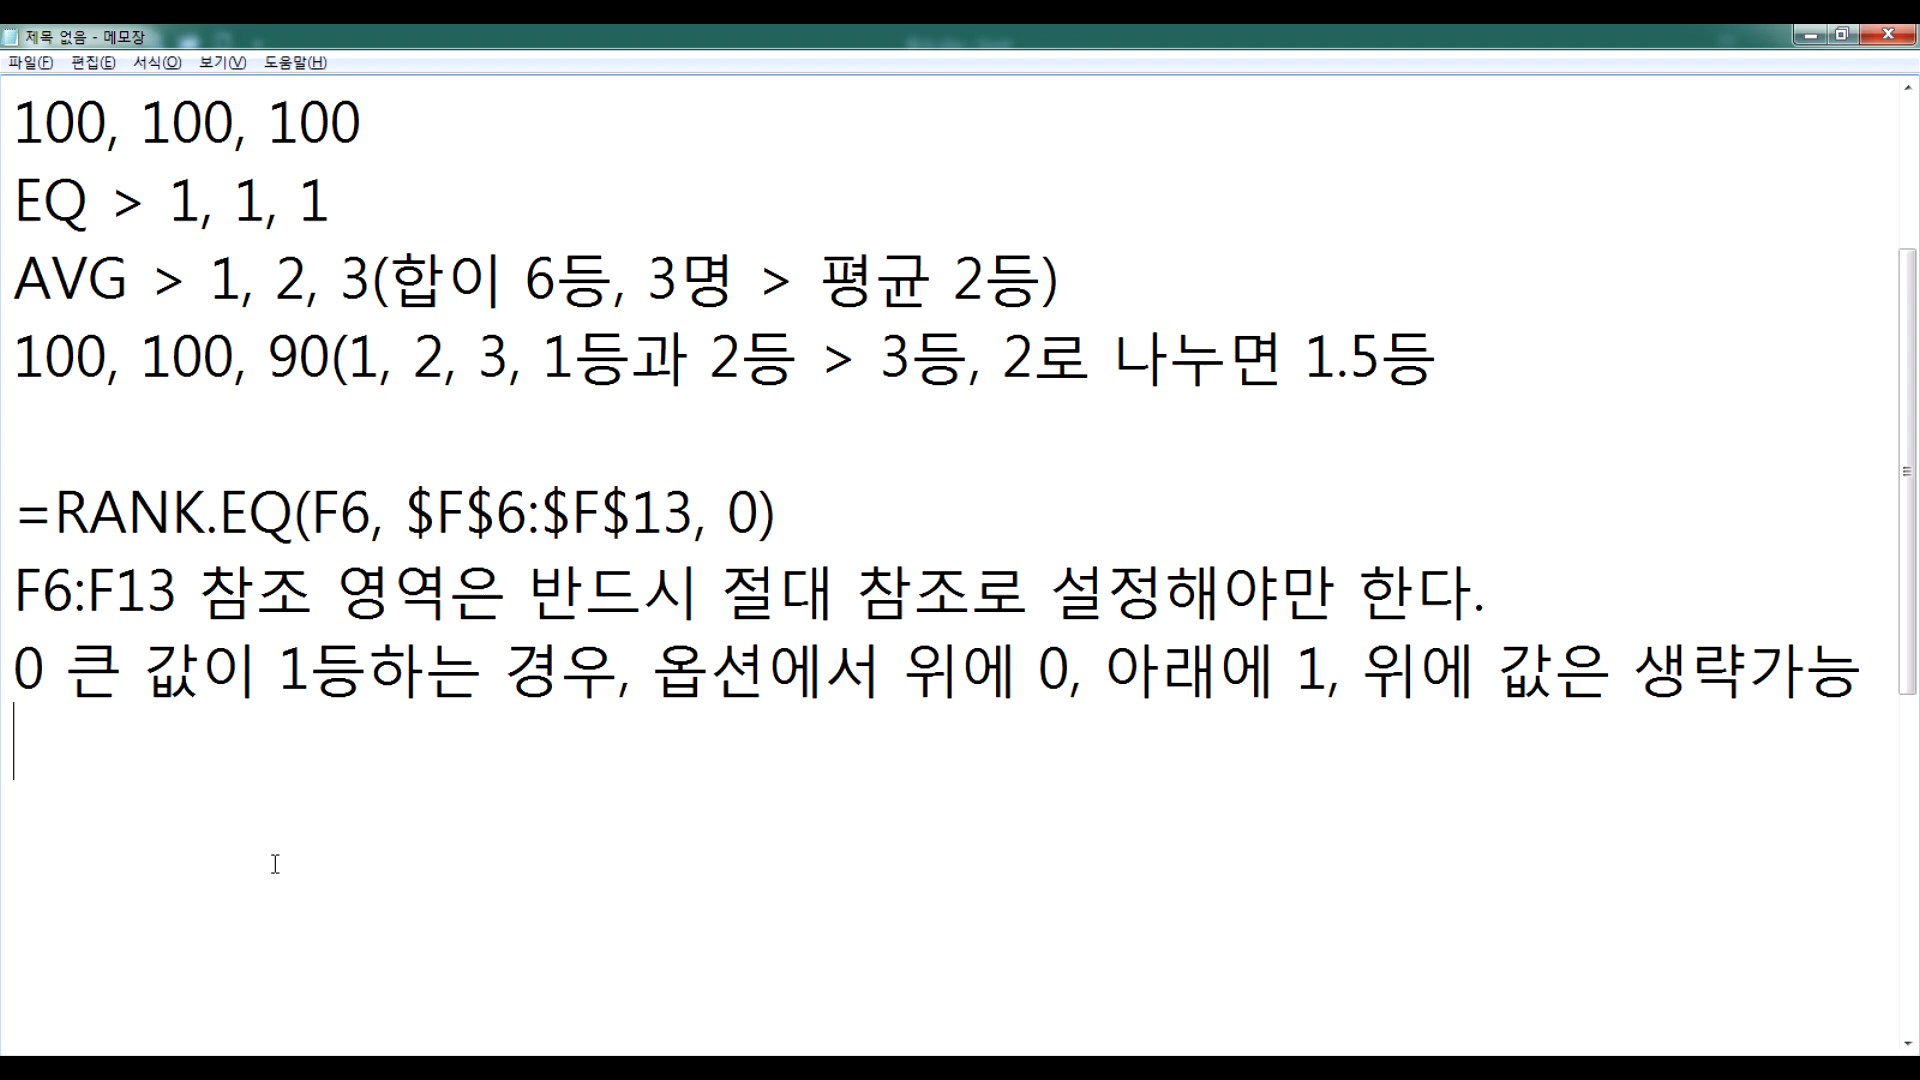 제목 없음 - 메모장
파일(F) 편집(E) 서식(O) 보기(V) 도움말(H)
100, 100, 100
EQ > 1, 1, 1
AVG > 1, 2, 3(합이 6등, 3명 > 평균 2등)
100, 100, 90(1, 2, 3, 1등과 2등 > 3등, 2로 나누면 1.5등
=RANK.EQ(F6, $F$6:$F$13, 0)
F6:F13 참조 영역은 반드시 절대 참조로 설정해야만 한다.
0 큰 값이 1등하는 경우, 옵션에서 위에 0, 아래에 1, 위에 값은 생략가능